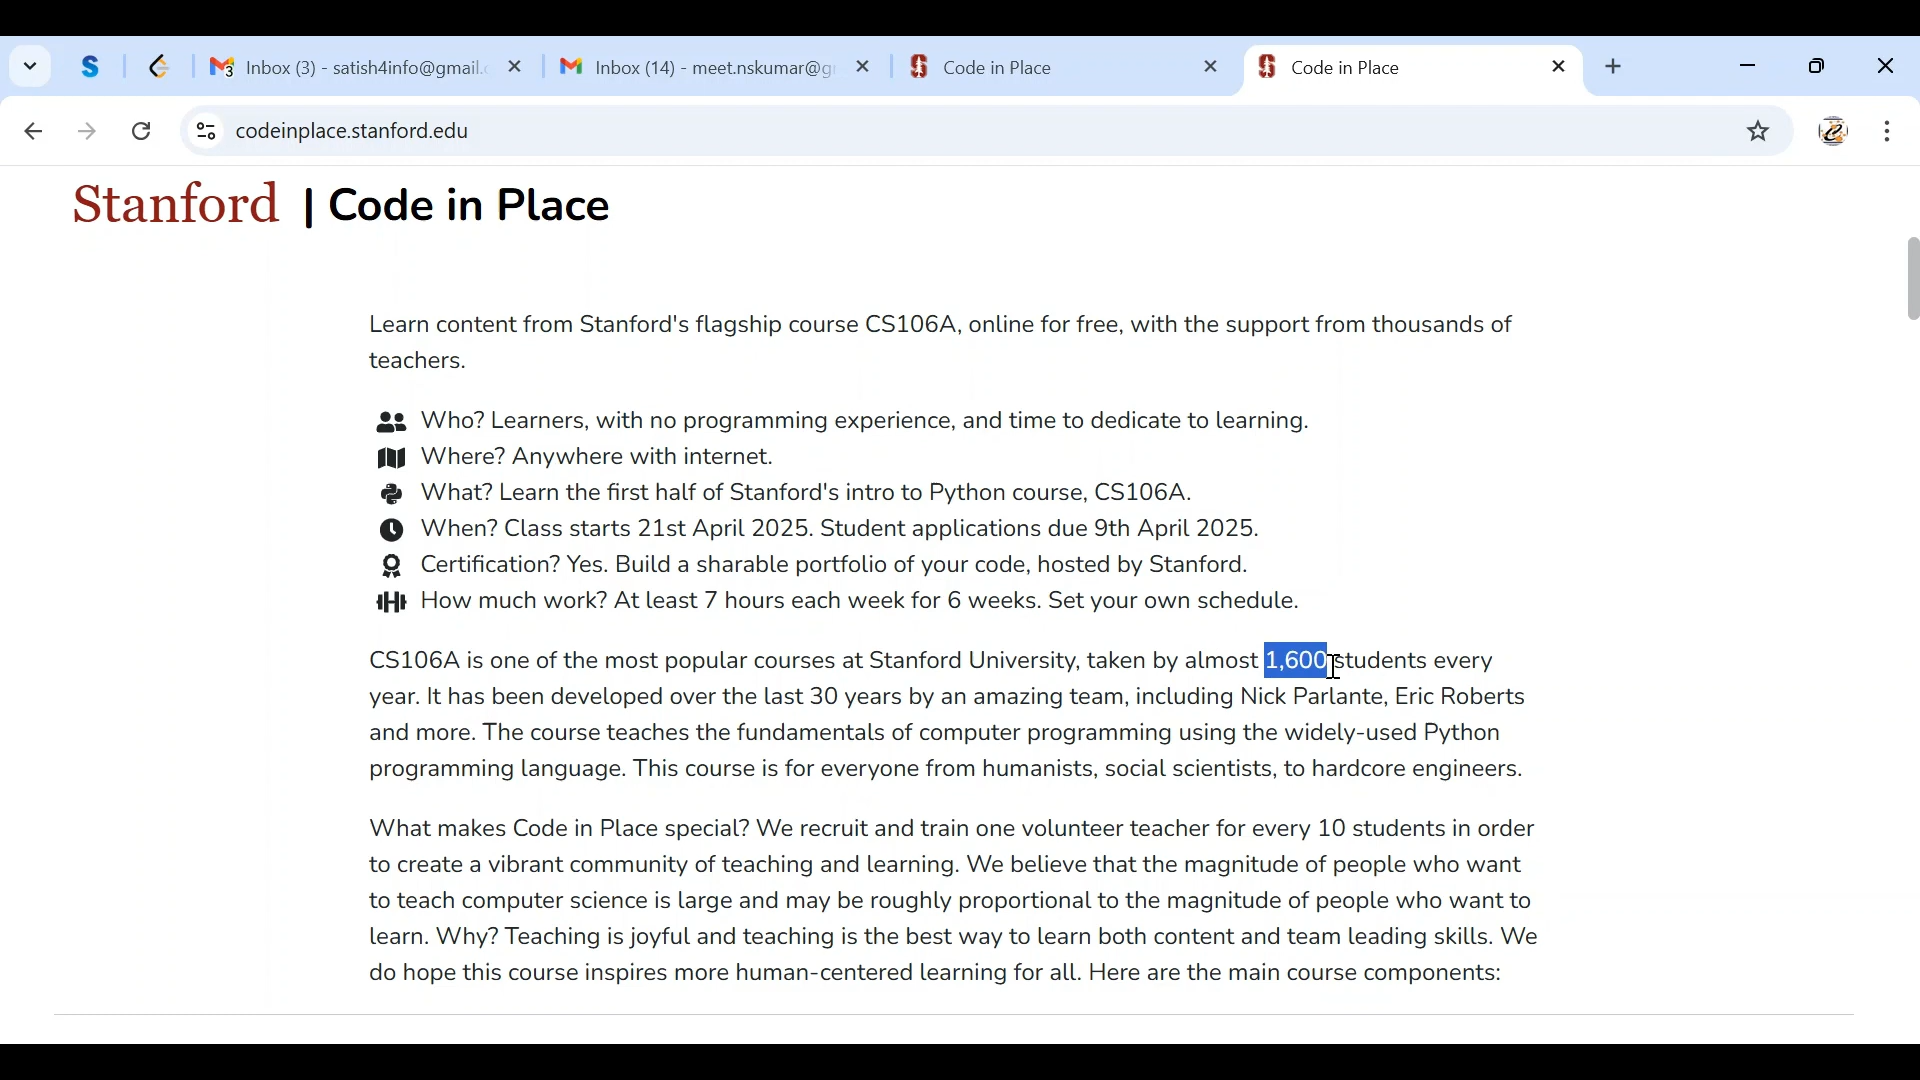 Inbox (3) - satish4info@gmail.c
Inbox (14) - meet.nskumar@g
Code in Place
Code in Place
codeinplace.stanford.edu
Stanford | Code in Place
Learn content from Stanford's flagship course CS106A, online for free, with the support from thousands of
teachers.
Who? Learners, with no programming experience, and time to dedicate to learning.
Where? Anywhere with internet.
What? Learn the first half of Stanford's intro to Python course, CS106A.
When? Class starts 21st April 2025. Student applications due 9th April 2025.
Certification? Yes. Build a sharable portfolio of your code, hosted by Stanford.
How much work? At least 7 hours each week for 6 weeks. Set your own schedule.
CS106A is one of the most popular courses at Stanford University, taken by almost 1,600 students every
year. It has been developed over the last 30 years by an amazing team, including Nick Parlante, Eric Roberts
and more. The course teaches the fundamentals of computer programming using the widely-used Python
programming language. This course is for everyone from humanists, social scientists, to hardcore engineers.
What makes Code in Place special? We recruit and train one volunteer teacher for every 10 students in order
to create a vibrant community of teaching and learning. We believe that the magnitude of people who want
to teach computer science is large and may be roughly proportional to the magnitude of people who want to
learn. Why? Teaching is joyful and teaching is the best way to learn both content and team leading skills. We
do hope this course inspires more human-centered learning for all. Here are the main course components: